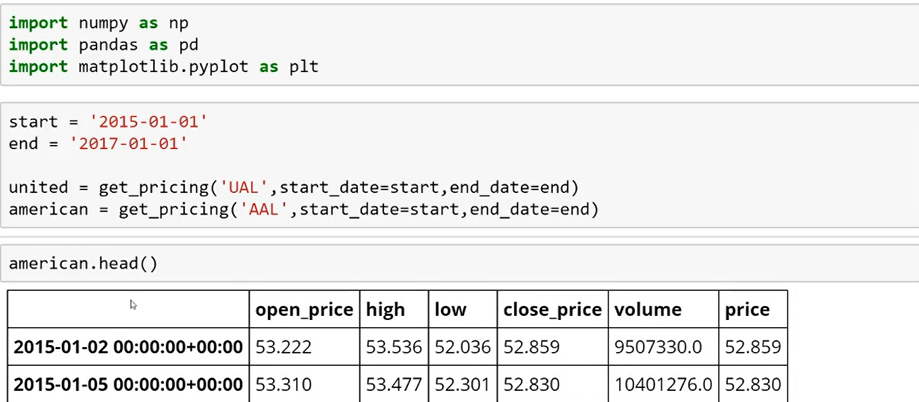 import numpy as np
import pandas as pd
import matplotlib.pyplot as plt
start = '2015-01-01'
end = '2017-01-01'
united = get_pricing('UAL',start_date=start,end_date=end)
american = get_pricing('AAL',start_date=start,end_date=end)
american.head()
open_price high low close_price volume price
2015-01-02 00:00:00+00:00 53.222 53.536 52.036 52.859 9507330.0 52.859
2015-01-05 00:00:00+00:00 53.310 53.477 52.301 52.830 10401276.0 52.830